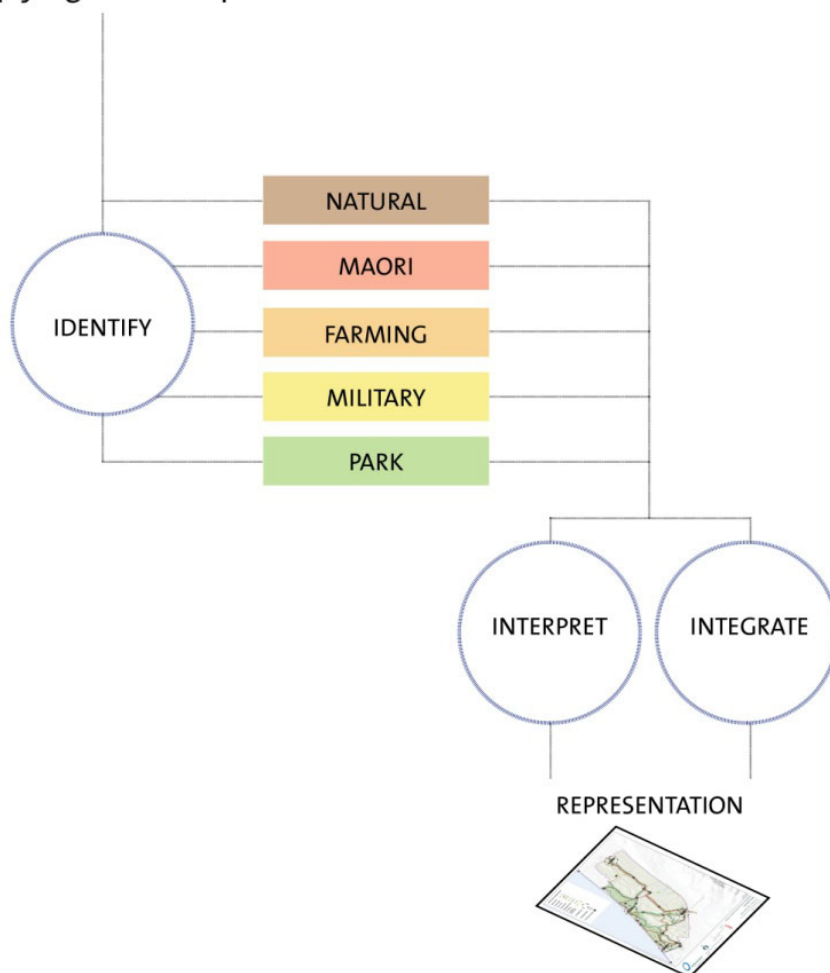 NATURAL
MAORI
IDENTIFY
FARMING
MILITARY
PARK
INTERPRET
INTEGRATE
REPRESENTATION